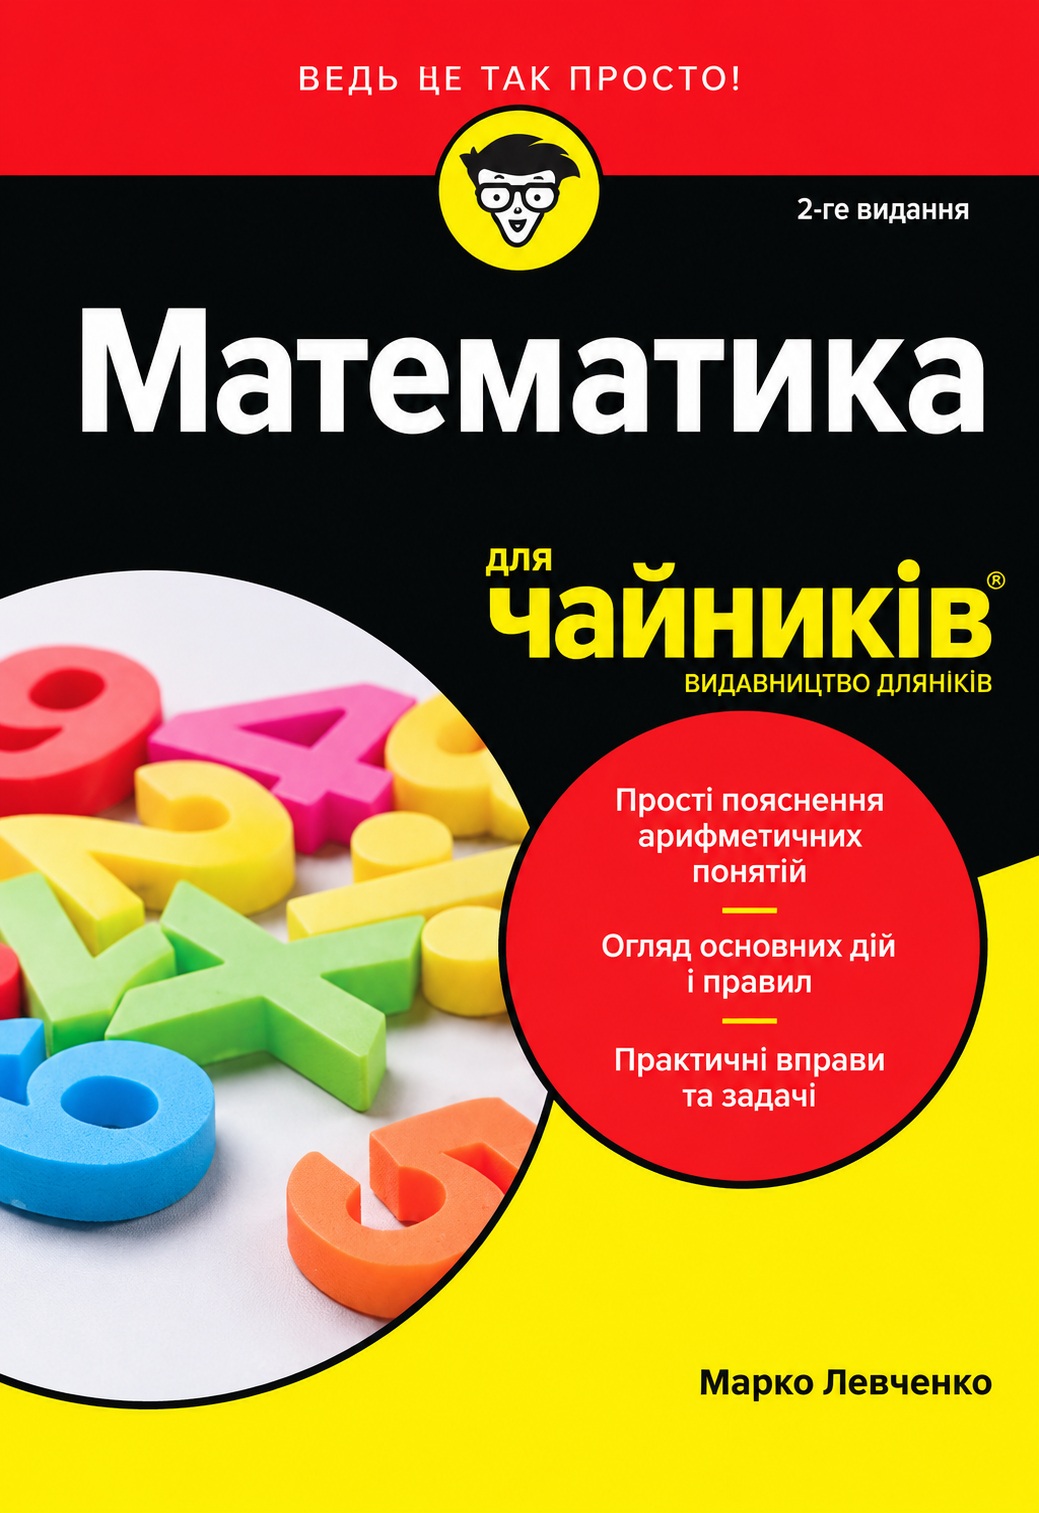 ВЕДЬ ЦЕ ТАК ПРОСТО!
2-ге видання
Математика
для
чайників®
ВИДАВНИЦТВО ДЛЯНІКІВ
Прості пояснення
арифметичних
понятій
Огляд основних дій
і правил
Практичні вправи
та задачі
Марко Левченко